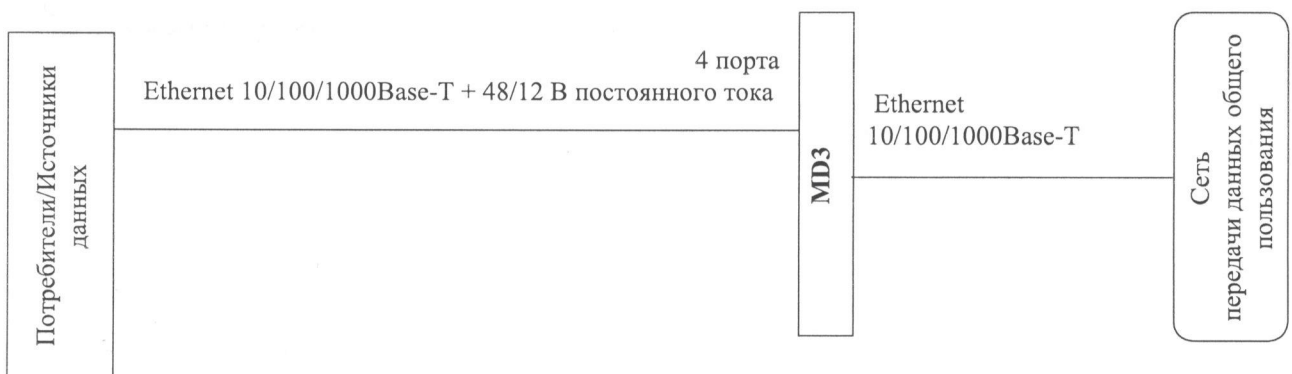 Потребители/Источники
данных
4 порта
Ethernet 10/100/1000Base-T + 48/12 В постоянного тока
MD3
Ethernet
10/100/1000Base-T
Сеть
передачи данных общего
пользования